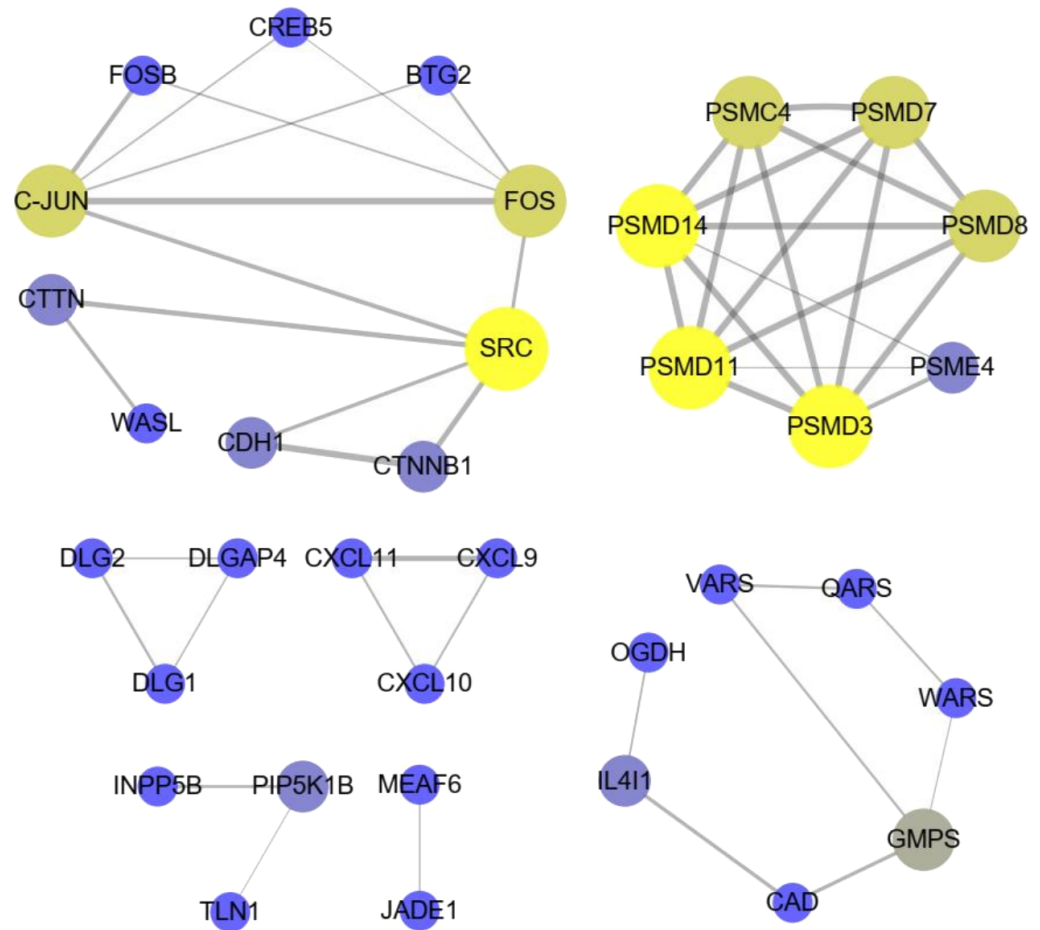 CREB5
FOSB
BTG2
C-JUN
FOS
CTTN
SRC
WASL
CDH1
CTNNB1
PSMC4
PSMD7
PSMD14
PSMD8
PSMD11
PSME4
PSMD3
DLG2
DLGAP4
DLG1
CXCL11
CXCL9
CXCL10
INPP5B
PIP5K1B
TLN1
MEAF6
JADE1
VARS
QARS
OGDH
WARS
IL4I1
GMPS
CAD